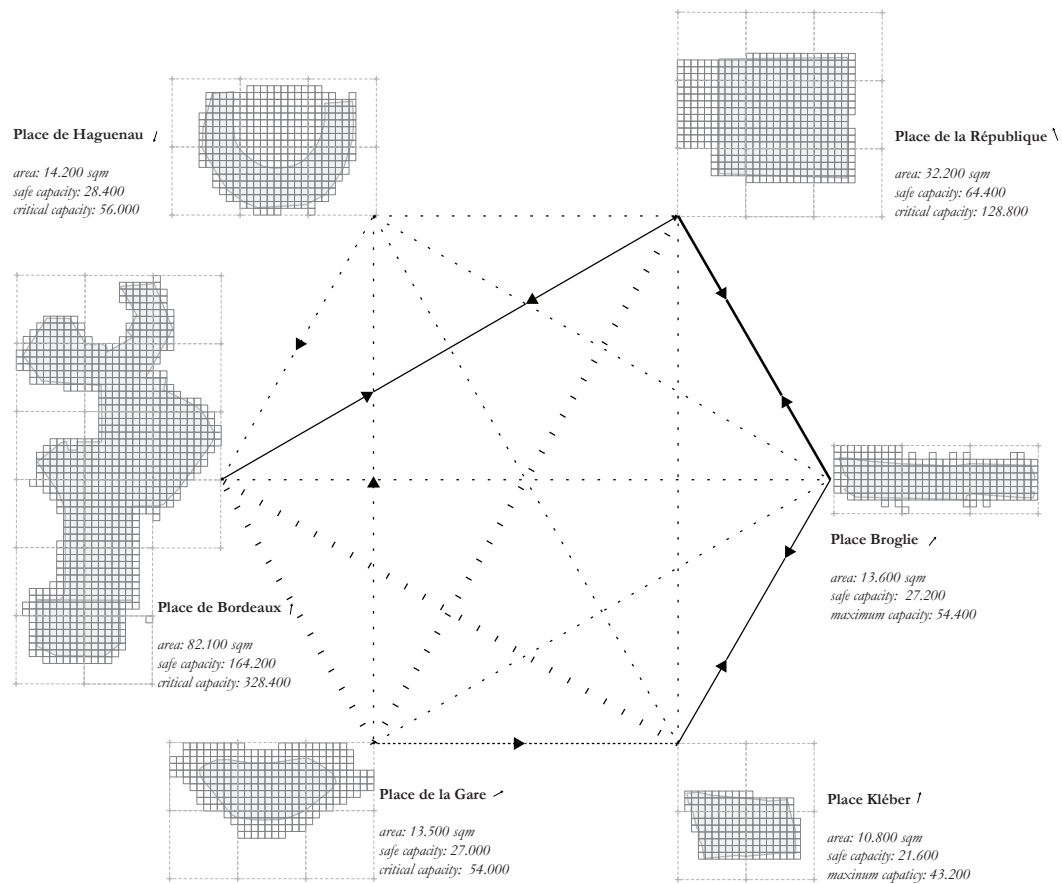 Place de Haguenau
area: 14.200 sqm
safe capacity: 28.400
critical capacity: 56.000
Place de la République
area: 32.200 sqm
safe capacity: 64.400
critical capacity: 128.800
Place de Bordeaux
area: 82.100 sqm
safe capacity: 164.200
critical capacity: 328.400
Place Broglie
area: 13.600 sqm
safe capacity: 27.200
maximum capacity: 54.400
Place de la Gare
area: 13.500 sqm
safe capacity: 27.000
critical capacity: 54.000
Place Kléber
area: 10.800 sqm
safe capacity: 21.600
maxinum capaticy: 43.200